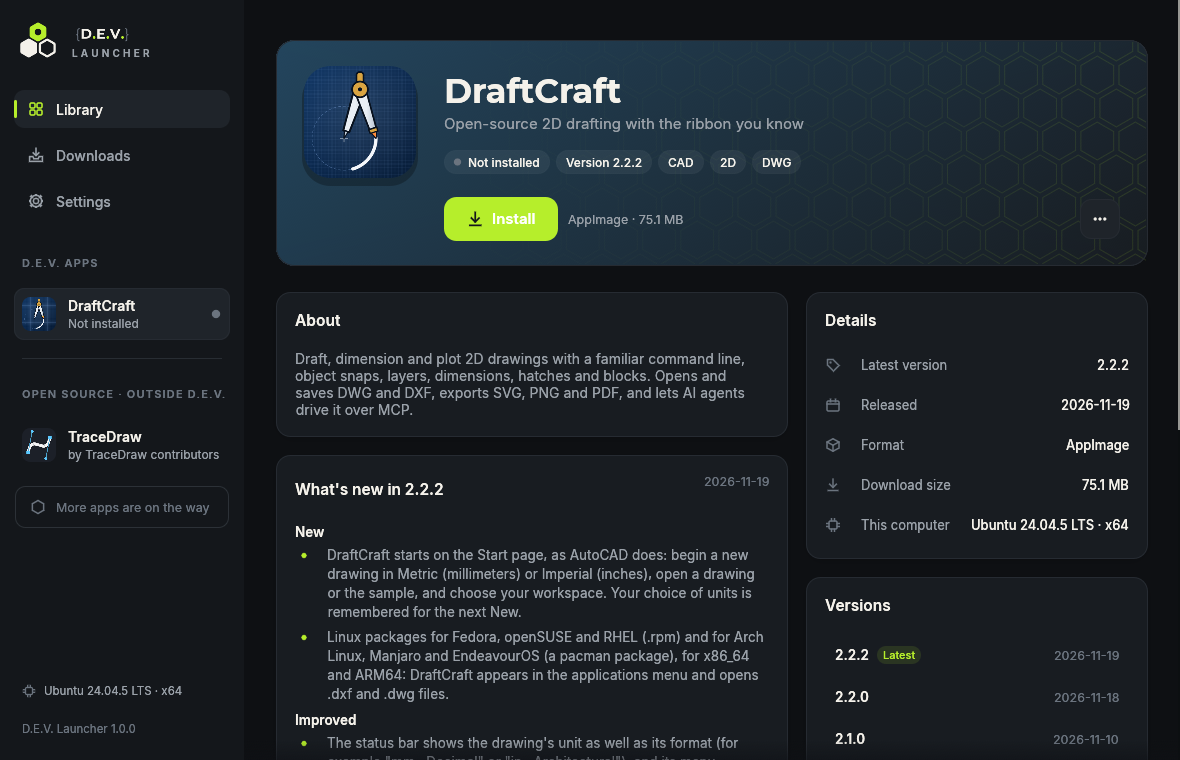 {D.E.V.}
LAUNCHER
Library
Downloads
Settings
D.E.V. APPS
DraftCraft
Not installed
OPEN SOURCE · OUTSIDE D.E.V.
TraceDraw
by TraceDraw contributors
More apps are on the way
Ubuntu 24.04.5 LTS · x64
D.E.V. Launcher 1.0.0
DraftCraft
Open-source 2D drafting with the ribbon you know
Not installed
Version 2.2.2
CAD
2D
DWG
Install
AppImage · 75.1 MB
About
Draft, dimension and plot 2D drawings with a familiar command line,
object snaps, layers, dimensions, hatches and blocks. Opens and
saves DWG and DXF, exports SVG, PNG and PDF, and lets AI agents
drive it over MCP.
What's new in 2.2.2
2026-11-19
New
DraftCraft starts on the Start page, as AutoCAD does: begin a new
drawing in Metric (millimeters) or Imperial (inches), open a drawing
or the sample, and choose your workspace. Your choice of units is
remembered for the next New.
Linux packages for Fedora, openSUSE and RHEL (.rpm) and for Arch
Linux, Manjaro and EndeavourOS (a pacman package), for x86_64
and ARM64: DraftCraft appears in the applications menu and opens
.dxf and .dwg files.
Improved
The status bar shows the drawing's unit as well as its format (for
Details
Latest version 2.2.2
Released 2026-11-19
Format AppImage
Download size 75.1 MB
This computer Ubuntu 24.04.5 LTS · x64
Versions
2.2.2 Latest 2026-11-19
2.2.0 2026-11-18
2.1.0 2026-11-10